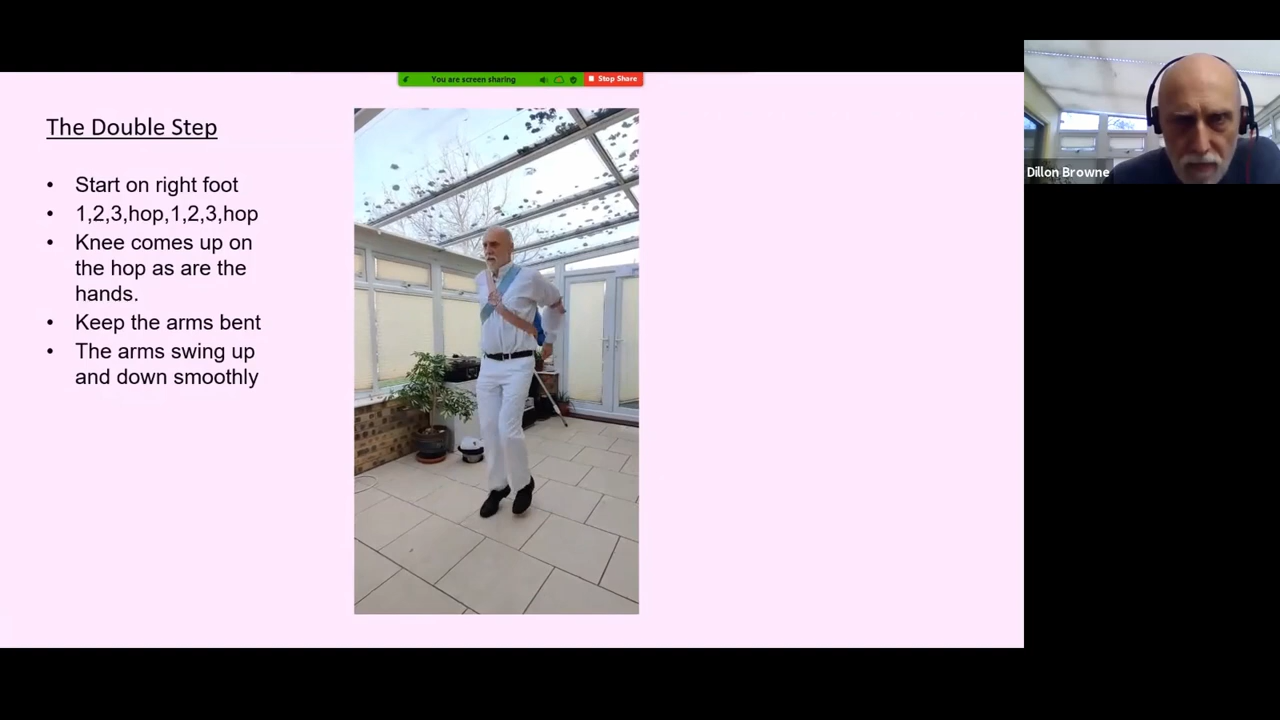 You are screen sharing
Stop Share
The Double Step
• Start on right foot
• 1,2,3,hop,1,2,3,hop
• Knee comes up on
the hop as are the
hands.
• Keep the arms bent
• The arms swing up
and down smoothly
Dillon Browne